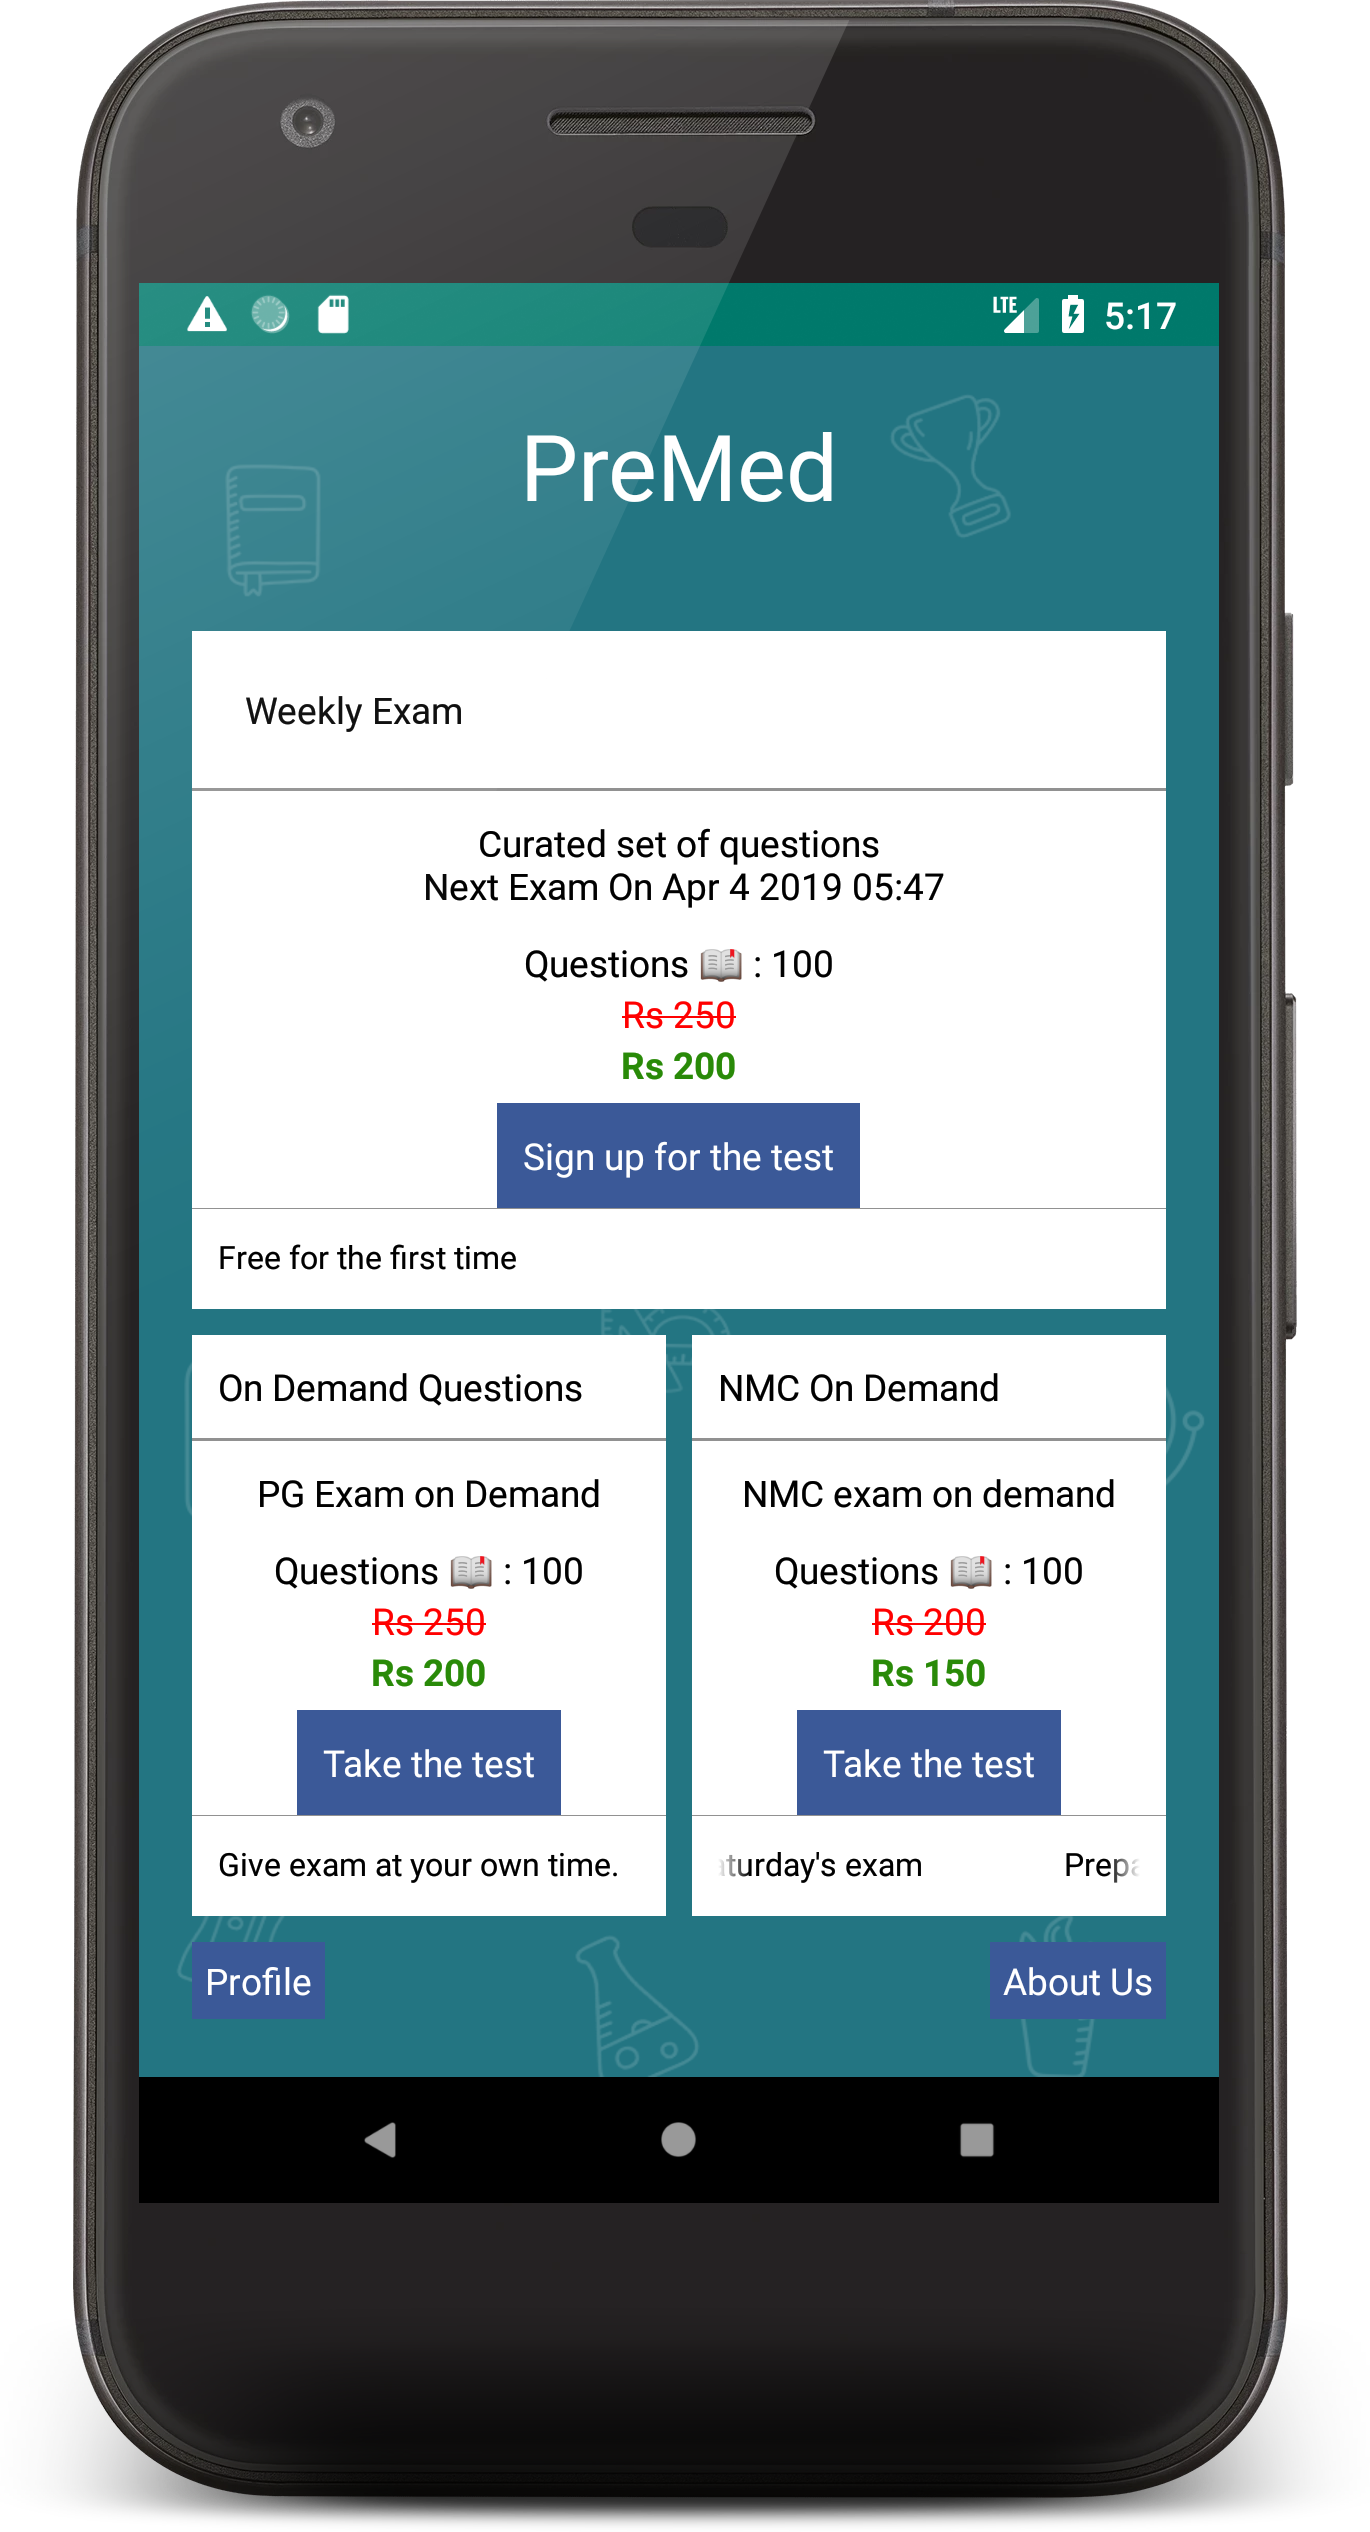 LTE 5:17
PreMed
Weekly Exam
Curated set of questions
Next Exam On Apr 4 2019 05:47
Questions 📖 : 100
Rs 250
Rs 200
Sign up for the test
Free for the first time
On Demand Questions
PG Exam on Demand
Questions 📖 : 100
Rs 250
Rs 200
Take the test
Give exam at your own time.
NMC On Demand
NMC exam on demand
Questions 📖 : 100
Rs 200
Rs 150
Take the test
aturday's exam Prepa
Profile
About Us